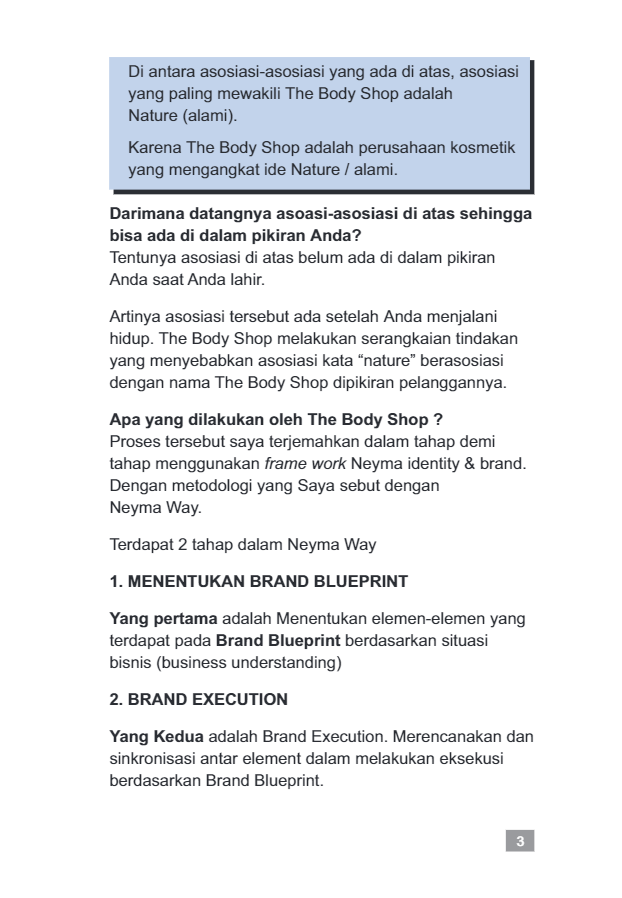 Di antara asosiasi-asosiasi yang ada di atas, asosiasi
yang paling mewakili The Body Shop adalah
Nature (alami).
Karena The Body Shop adalah perusahaan kosmetik
yang mengangkat ide Nature / alami.
Darimana datangnya asoasi-asosiasi di atas sehingga
bisa ada di dalam pikiran Anda?
Tentunya asosiasi di atas belum ada di dalam pikiran
Anda saat Anda lahir.
Artinya asosiasi tersebut ada setelah Anda menjalani
hidup. The Body Shop melakukan serangkaian tindakan
yang menyebabkan asosiasi kata “nature” berasosiasi
dengan nama The Body Shop dipikiran pelanggannya.
Apa yang dilakukan oleh The Body Shop ?
Proses tersebut saya terjemahkan dalam tahap demi
tahap menggunakan frame work Neyma identity & brand.
Dengan metodologi yang Saya sebut dengan
Neyma Way.
Terdapat 2 tahap dalam Neyma Way
1. MENENTUKAN BRAND BLUEPRINT
Yang pertama adalah Menentukan elemen-elemen yang
terdapat pada Brand Blueprint berdasarkan situasi
bisnis (business understanding)
2. BRAND EXECUTION
Yang Kedua adalah Brand Execution. Merencanakan dan
sinkronisasi antar element dalam melakukan eksekusi
berdasarkan Brand Blueprint.
3